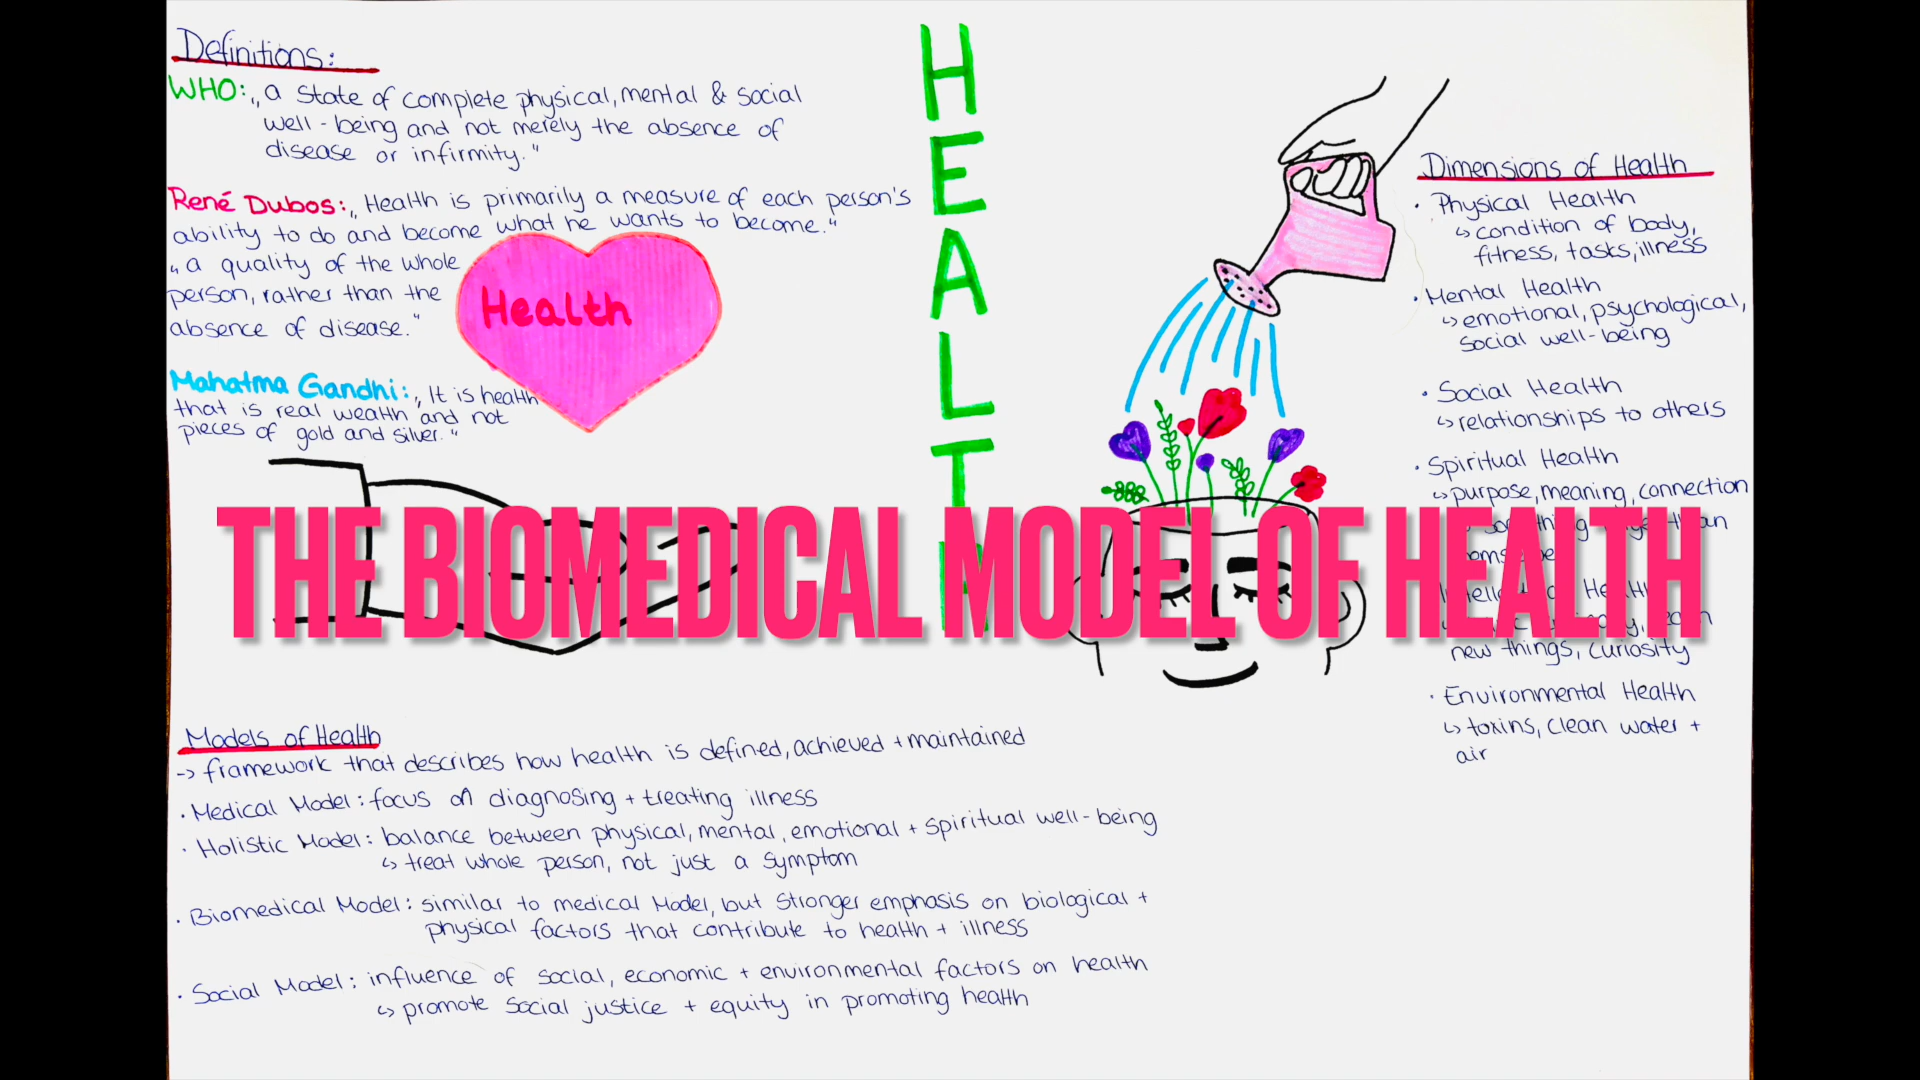 Definitions:
WHO: „a state of complete physical, mental & social
well-being and not merely the absence of
disease or infirmity."
René Dubos: „Health is primarily a measure of each person's
ability to do and become what he wants to become."
„a quality of the whole
person, rather than the
absence of disease."
Health
Mahatma Gandhi: „It is health
that is real wealth and not
pieces of gold and silver."
HEALTH
Dimensions of Health
• Physical Health
↳ condition of body,
fitness, tasks, illness
• Mental Health
↳ emotional, psychological,
social well-being
• Social Health
↳ relationships to others
• Spiritual Health
↳ purpose, meaning, connection
than
Health
new things, curiosity
• Environmental Health
↳ toxins, clean water +
air
THE BIOMEDICAL MODEL OF HEALTH
Models of Health
-> framework that describes how health is defined, achieved + maintained
• Medical Model: focus on diagnosing + treating illness
• Holistic Model: balance between physical, mental, emotional + spiritual well-being
↳ treat whole person, not just a symptom
• Biomedical Model: similar to medical Model, but stronger emphasis on biological +
physical factors that contribute to health + illness
• Social Model: influence of social, economic + environmental factors on health
↳ promote social justice + equity in promoting health